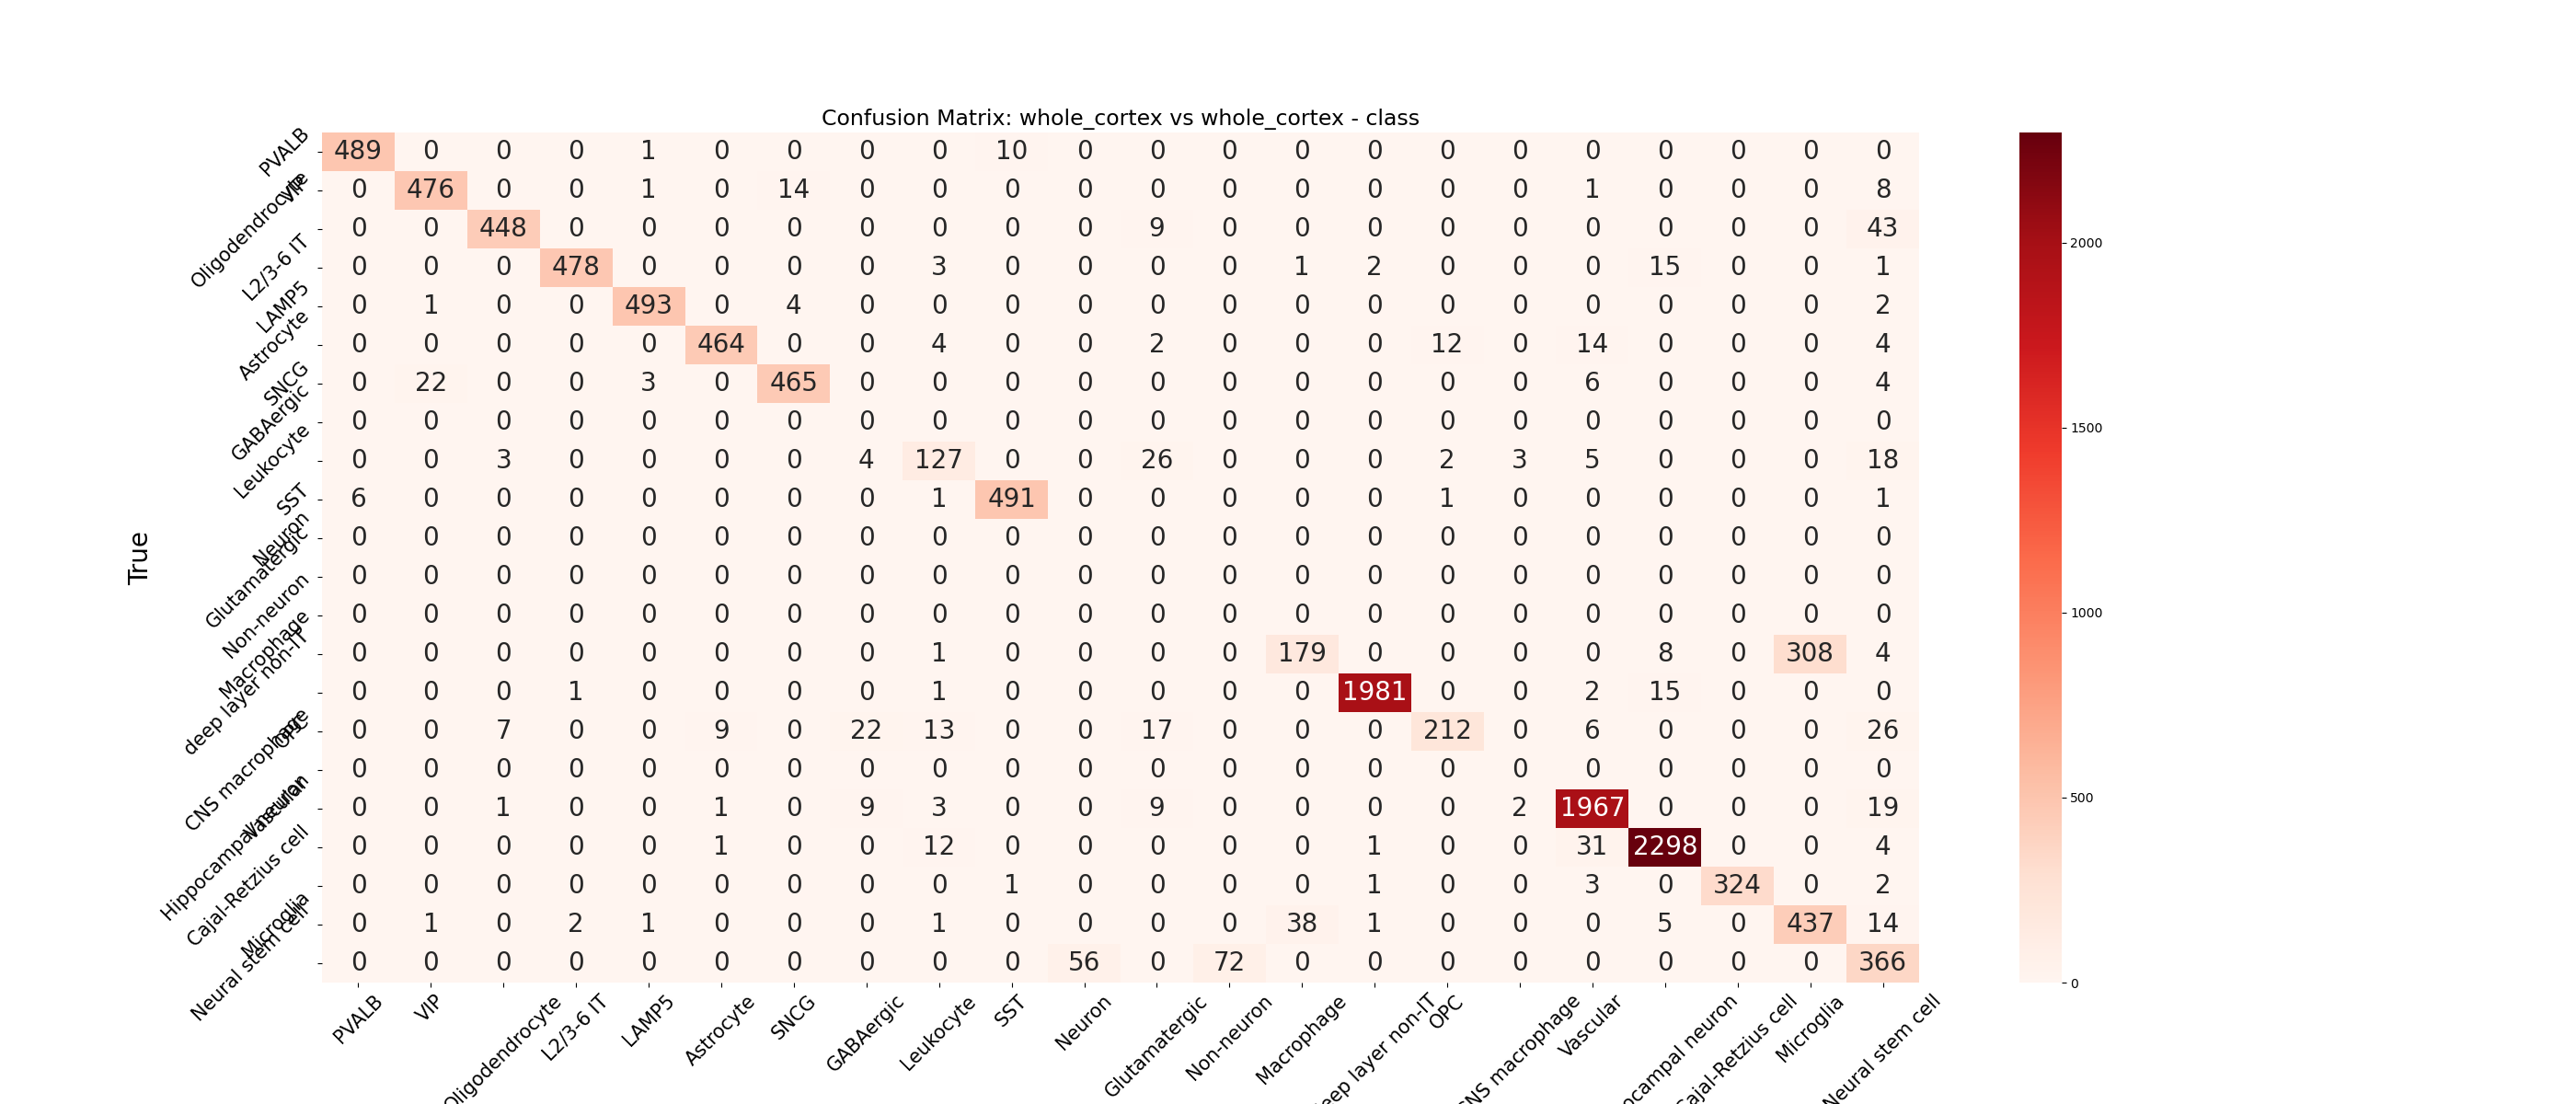 Confusion Matrix: whole_cortex vs whole_cortex - class
PVALB 489 0 0 0 1 0 0 0 0 10 0 0 0 0 0 0 0 0 0 0 0 0
VIP 0 476 0 0 1 0 14 0 0 0 0 0 0 0 0 0 0 1 0 0 0 8
Oligodendrocyte 0 0 448 0 0 0 0 0 0 0 0 9 0 0 0 0 0 0 0 0 0 43
L2/3-6 IT 0 0 0 478 0 0 0 0 3 0 0 0 0 1 2 0 0 0 15 0 0 1
LAMP5 0 1 0 0 493 0 4 0 0 0 0 0 0 0 0 0 0 0 0 0 0 2
Astrocyte 0 0 0 0 0 464 0 0 4 0 0 2 0 0 0 12 0 14 0 0 0 4
SNCG 0 22 0 0 3 0 465 0 0 0 0 0 0 0 0 0 0 6 0 0 0 4
GABAergic 0 0 0 0 0 0 0 0 0 0 0 0 0 0 0 0 0 0 0 0 0 0
Leukocyte 0 0 3 0 0 0 0 4 127 0 0 26 0 0 0 2 3 5 0 0 0 18
SST 6 0 0 0 0 0 0 0 1 491 0 0 0 0 0 1 0 0 0 0 0 1
Neuron 0 0 0 0 0 0 0 0 0 0 0 0 0 0 0 0 0 0 0 0 0 0
Glutamatergic 0 0 0 0 0 0 0 0 0 0 0 0 0 0 0 0 0 0 0 0 0 0
Non-neuron 0 0 0 0 0 0 0 0 0 0 0 0 0 0 0 0 0 0 0 0 0 0
Macrophage 0 0 0 0 0 0 0 0 1 0 0 0 0 179 0 0 0 0 8 0 308 4
deep layer non-IT 0 0 0 1 0 0 0 0 1 0 0 0 0 0 1981 0 0 2 15 0 0 0
OPC 0 0 7 0 0 9 0 22 13 0 0 17 0 0 0 212 0 6 0 0 0 26
CNS macrophage 0 0 0 0 0 0 0 0 0 0 0 0 0 0 0 0 0 0 0 0 0 0
Vascular 0 0 1 0 0 1 0 9 3 0 0 9 0 0 0 0 2 1967 0 0 0 19
Hippocampal neuron 0 0 0 0 0 1 0 0 12 0 0 0 0 0 1 0 0 31 2298 0 0 4
Cajal-Retzius cell 0 0 0 0 0 0 0 0 0 1 0 0 0 0 1 0 0 3 0 324 0 2
Microglia 0 1 0 2 1 0 0 0 1 0 0 0 0 38 1 0 0 0 5 0 437 14
Neural stem cell 0 0 0 0 0 0 0 0 0 0 56 0 72 0 0 0 0 0 0 0 0 366
True
PVALB VIP Oligodendrocyte L2/3-6 IT LAMP5 Astrocyte SNCG GABAergic Leukocyte SST Neuron Glutamatergic Non-neuron Macrophage eep layer non-IT OPC NS macrophage Vascular ocampal neuron Cajal-Retzius cell Microglia Neural stem cell
2000
1500
1000
500
0